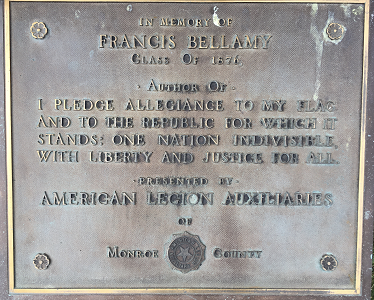 IN MEMORY OF
FRANCIS BELLAMY
CLASS OF 1876
- AUTHOR OF -
I PLEDGE ALLEGIANCE TO MY FLAG
AND TO THE REPUBLIC FOR WHICH IT
STANDS: ONE NATION INDIVISIBLE,
WITH LIBERTY AND JUSTICE FOR ALL.
- PRESENTED BY -
AMERICAN LEGION AUXILIARIES
OF
MONROE COUNTY